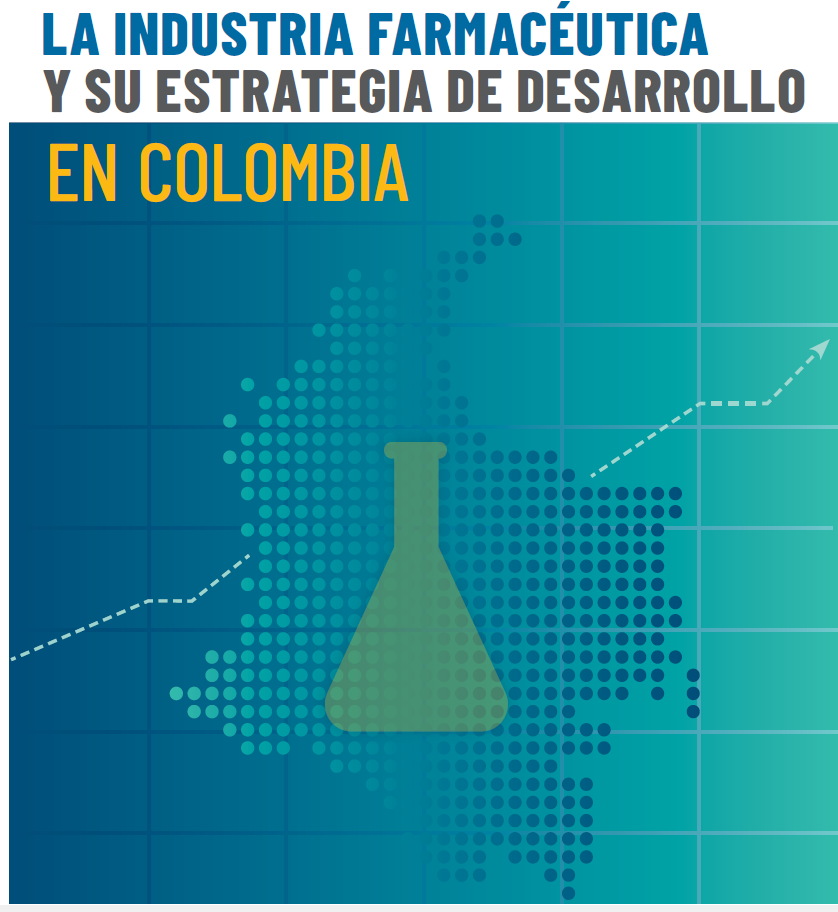 LA INDUSTRIA FARMACÉUTICA
Y SU ESTRATEGIA DE DESARROLLO
EN COLOMBIA